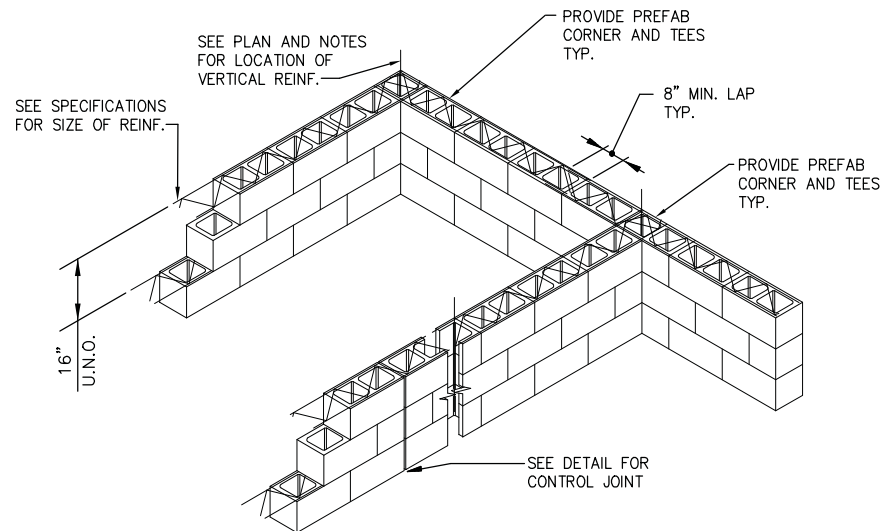 PROVIDE PREFAB
CORNER AND TEES
TYP.
SEE PLAN AND NOTES
FOR LOCATION OF
VERTICAL REINF.
8" MIN. LAP
TYP.
SEE SPECIFICATIONS
FOR SIZE OF REINF.
PROVIDE PREFAB
CORNER AND TEES
TYP.
16"
U.N.O.
SEE DETAIL FOR
CONTROL JOINT